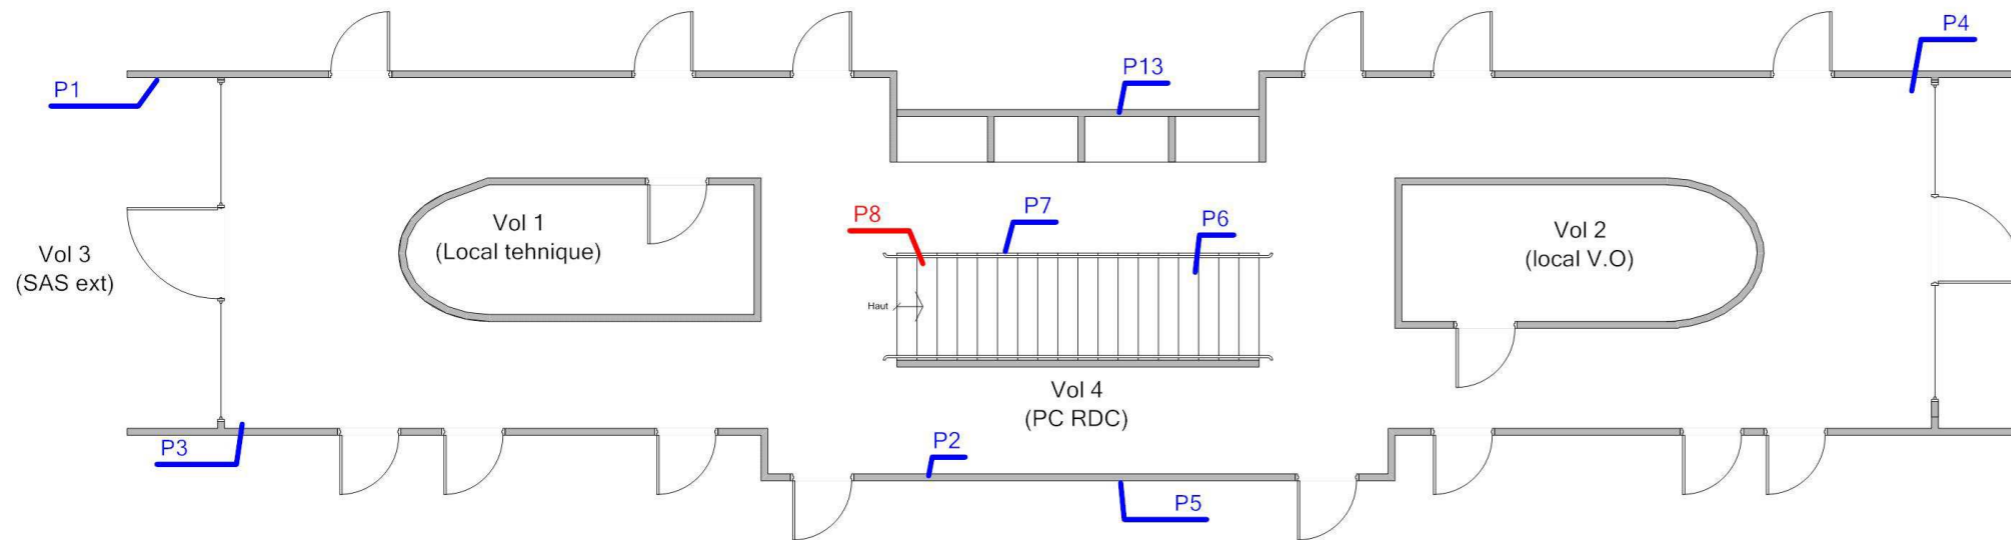 P4
P13
P1
P8
P7
P6
Vol 1
(Local tehnique)
Vol 2
(local V.O)
Vol 3
(SAS ext)
Haut
Vol 4
(PC RDC)
P3
P2
P5